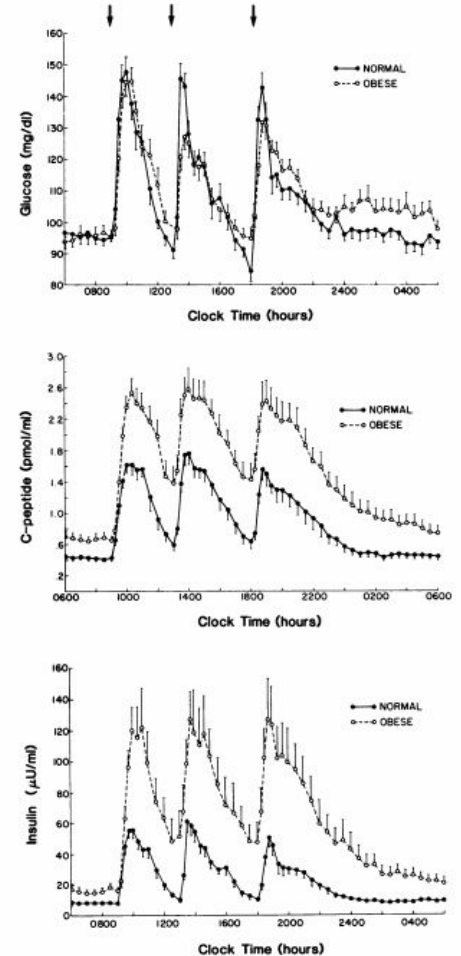 160
150
140
130
120
110
100
90
80
Glucose (mg/dl)
NORMAL
OBESE
0800 1200 1600 2000 2400 0400
Clock Time (hours)
3.0
2.6
2.2
1.8
1.4
1.0
.6
.2
C-peptide (pmol/ml)
NORMAL
OBESE
0600 1000 1400 1800 2200 0200 0600
Clock Time (hours)
160
140
120
100
80
60
40
20
0
Insulin (μU/ml)
NORMAL
OBESE
0800 1200 1600 2000 2400 0400
Clock Time (hours)